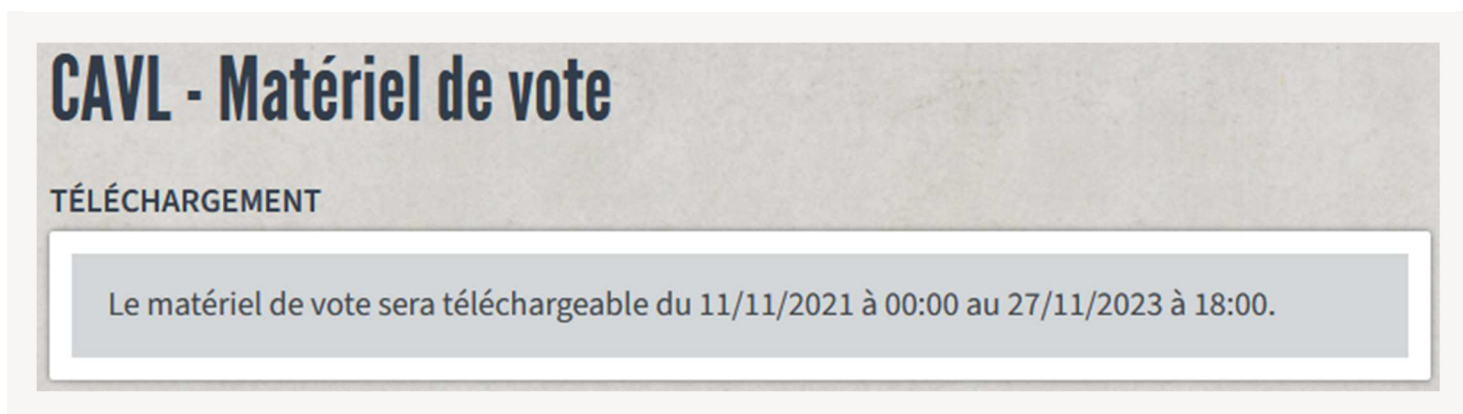 CAVL - Matériel de vote
TÉLÉCHARGEMENT
Le matériel de vote sera téléchargeable du 11/11/2021 à 00:00 au 27/11/2023 à 18:00.